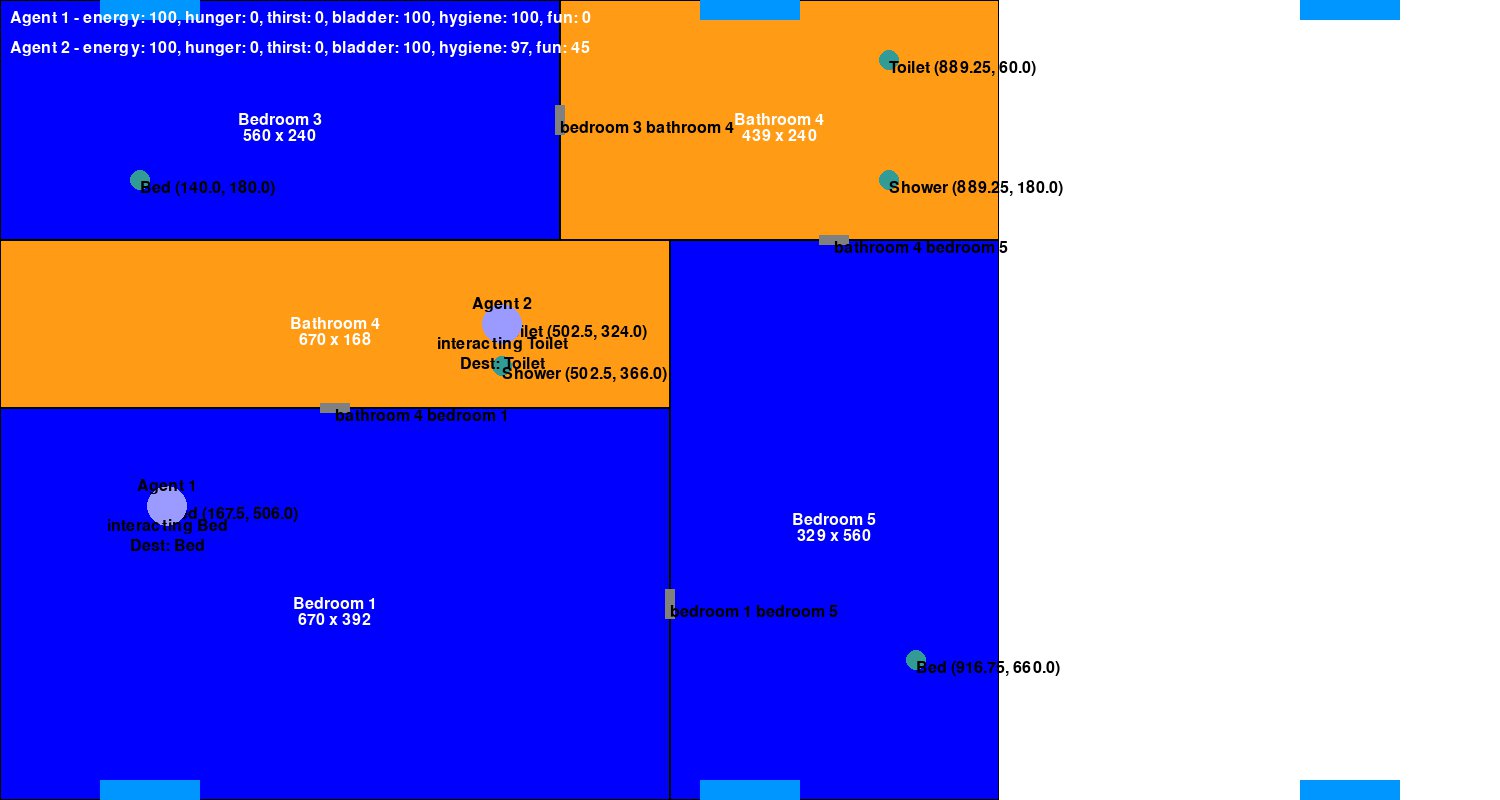 Agent 1 - energy: 100, hunger: 0, thirst: 0, bladder: 100, hygiene: 100, fun: 0
Agent 2 - energy: 100, hunger: 0, thirst: 0, bladder: 100, hygiene: 97, fun: 45
Toilet (889.25, 60.0)
Bedroom 3
560 x 240
bedroom 3 bathroom 4
Bathroom 4
439 x 240
Bed (140.0, 180.0)
Shower (889.25, 180.0)
bathroom 4 bedroom 5
Agent 2
Bathroom 4
670 x 168
ilet (502.5, 324.0)
interacting Toilet
Dest: Toilet
Shower (502.5, 366.0)
bathroom 4 bedroom 1
Agent 1
d (167.5, 506.0)
interacting Bed
Dest: Bed
Bedroom 5
329 x 560
Bedroom 1
670 x 392
bedroom 1 bedroom 5
Bed (916.75, 660.0)